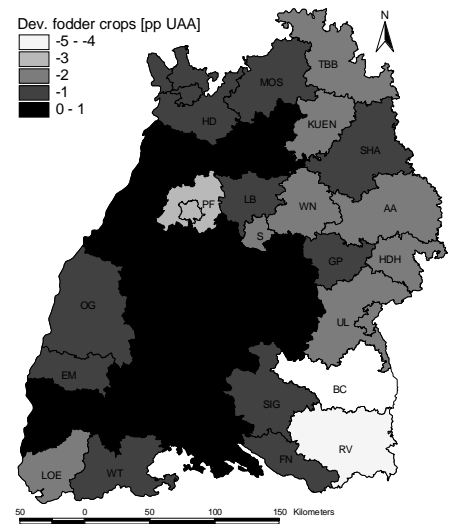 Dev. fodder crops [pp UAA]
N
-5 - -4
-3
-2
-1
0 - 1
TBB
MOS
HD
KUEN
SHA
PF
LB
WN
AA
S
GP
HDH
OG
UL
EM
BC
SIG
RV
FN
LOE
WT
50 0 50 100 150 Kilometers